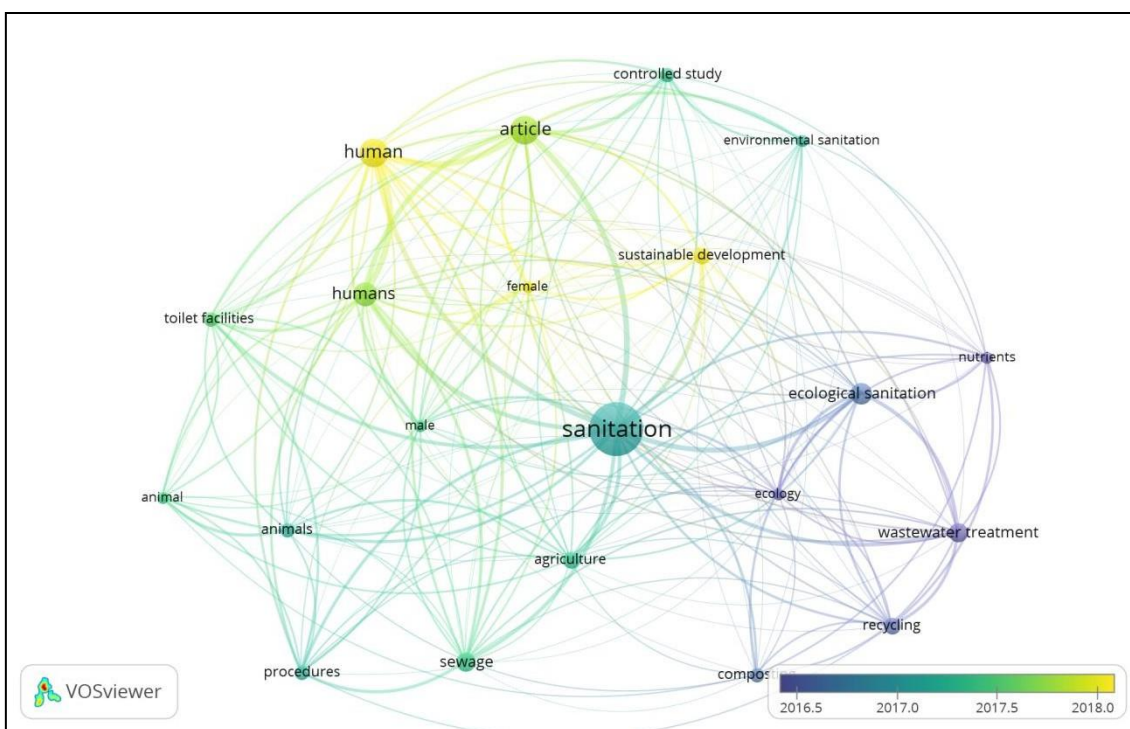 controlled study
article
environmental sanitation
human
sustainable development
female
humans
toilet facilities
nutrients
ecological sanitation
male
sanitation
ecology
animal
animals
wastewater treatment
agriculture
recycling
sewage
procedures
composting
VOSviewer
2016.5 2017.0 2017.5 2018.0